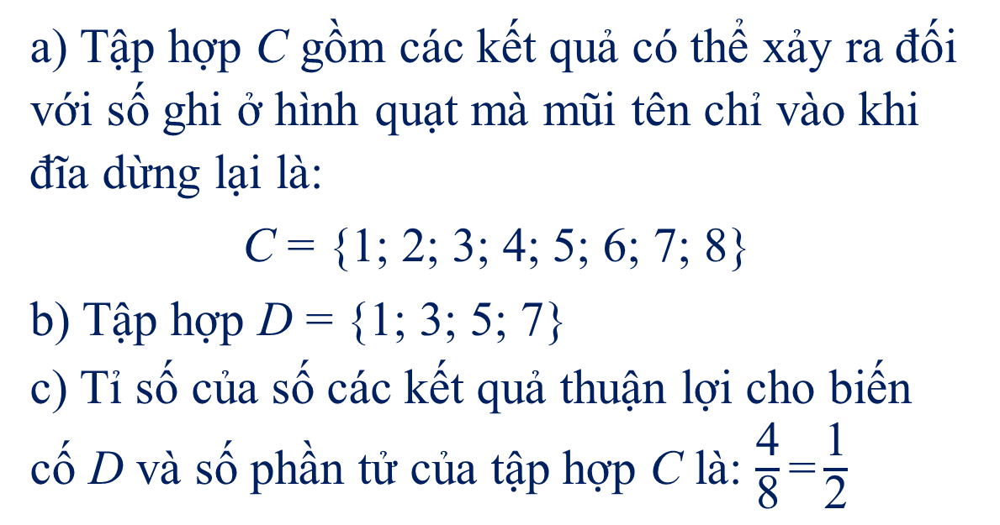 a) Tập hợp C gồm các kết quả có thể xảy ra đối
với số ghi ở hình quạt mà mũi tên chỉ vào khi
đĩa dừng lại là:
C = {1; 2; 3; 4; 5; 6; 7; 8}
b) Tập hợp D = {1; 3; 5; 7}
c) Tỉ số của số các kết quả thuận lợi cho biến
cố D và số phần tử của tập hợp C là: 4/8 = 1/2